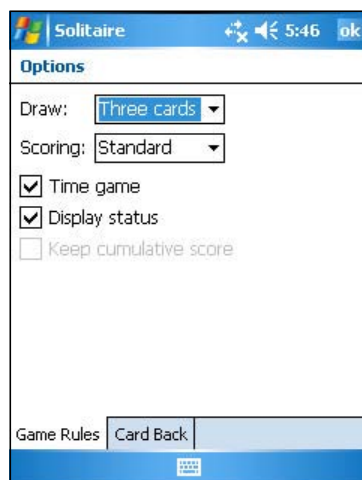 Solitaire 5:46 ok
Options
Draw: Three cards
Scoring: Standard
Time game
Display status
Keep cumulative score
Game Rules Card Back